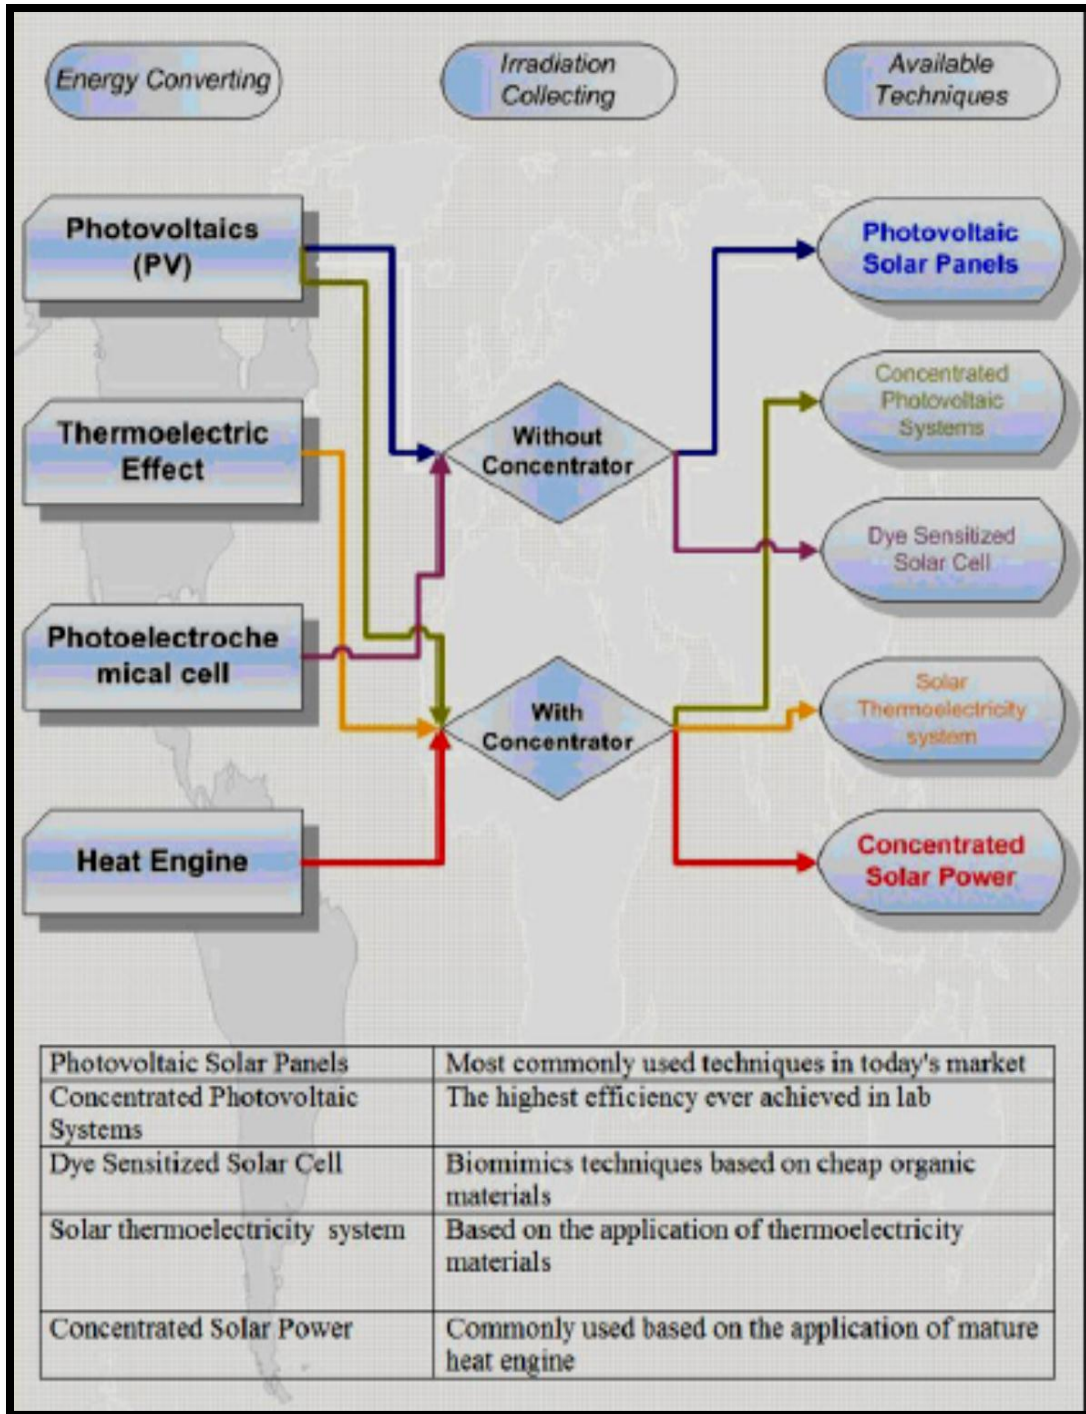 Energy Converting
Irradiation
Collecting
Available
Techniques
Photovoltaics
(PV)
Photovoltaic
Solar Panels
Concentrated
Photovoltaic
Systems
Thermoelectric
Effect
Without
Concentrator
Dye Sensitized
Solar Cell
Photoelectroche
mical cell
With
Concentrator
Solar
Thermoelectricity
system
Heat Engine
Concentrated
Solar Power
Photovoltaic Solar Panels
Most commonly used techniques in today's market
Concentrated Photovoltaic
Systems
The highest efficiency ever achieved in lab
Dye Sensitized Solar Cell
Biomimics techniques based on cheap organic
materials
Solar thermoelectricity system
Based on the application of thermoelectricity
materials
Concentrated Solar Power
Commonly used based on the application of mature
heat engine